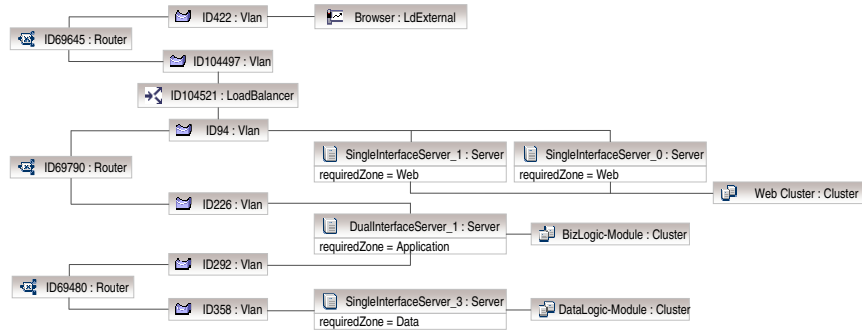 ID422 : Vlan
Browser : LdExternal
ID69645 : Router
ID104497 : Vlan
ID104521 : LoadBalancer
ID94 : Vlan
SingleInterfaceServer_1 : Server
requiredZone = Web
SingleInterfaceServer_0 : Server
requiredZone = Web
ID69790 : Router
Web Cluster : Cluster
ID226 : Vlan
DualInterfaceServer_1 : Server
requiredZone = Application
BizLogic-Module : Cluster
ID292 : Vlan
ID69480 : Router
ID358 : Vlan
SingleInterfaceServer_3 : Server
requiredZone = Data
DataLogic-Module : Cluster